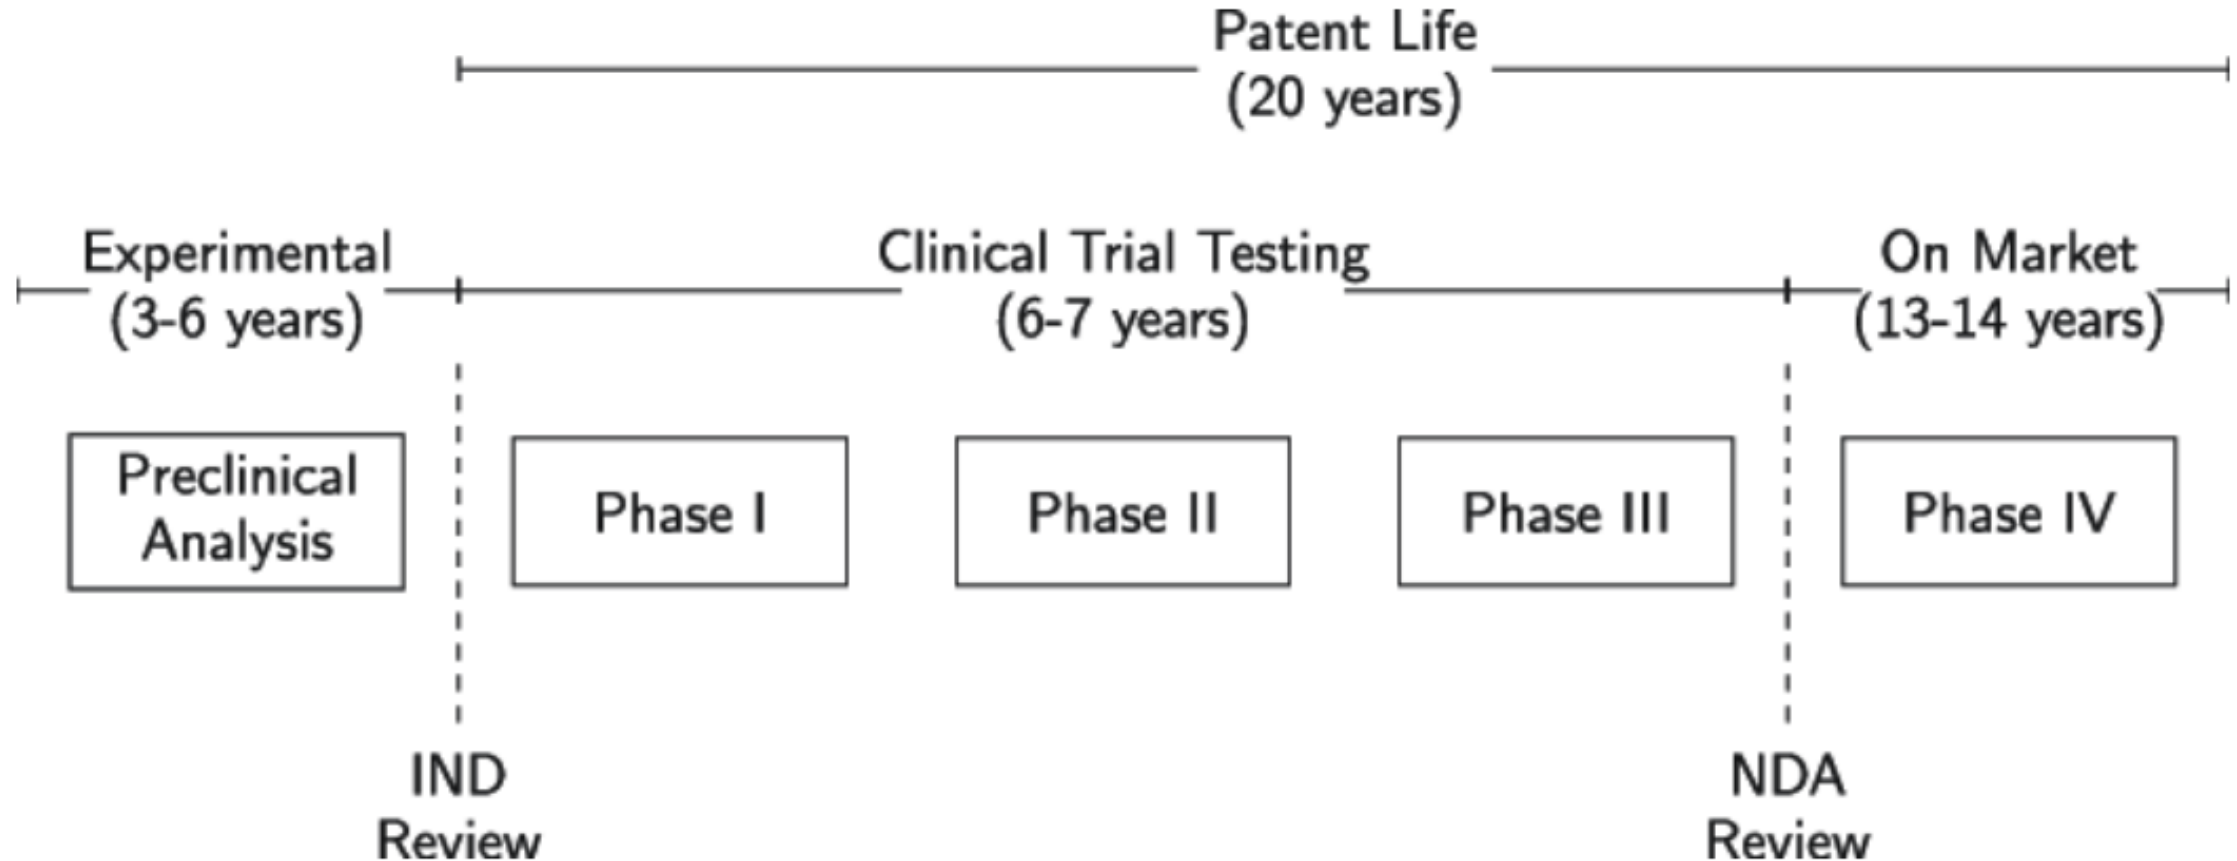 Patent Life
(20 years)
Experimental
(3-6 years)
Clinical Trial Testing
(6-7 years)
On Market
(13-14 years)
Preclinical
Analysis
Phase I
Phase II
Phase III
Phase IV
IND
Review
NDA
Review